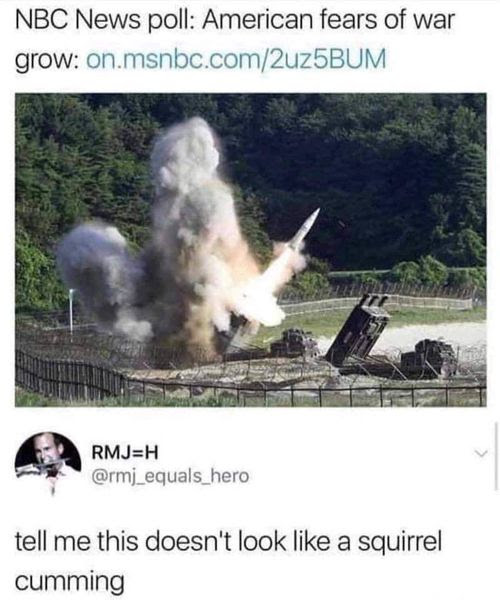 NBC News poll: American fears of war
grow: on.msnbc.com/2uz5BUM
RMJ=H
@rmj_equals_hero
tell me this doesn't look like a squirrel
cumming